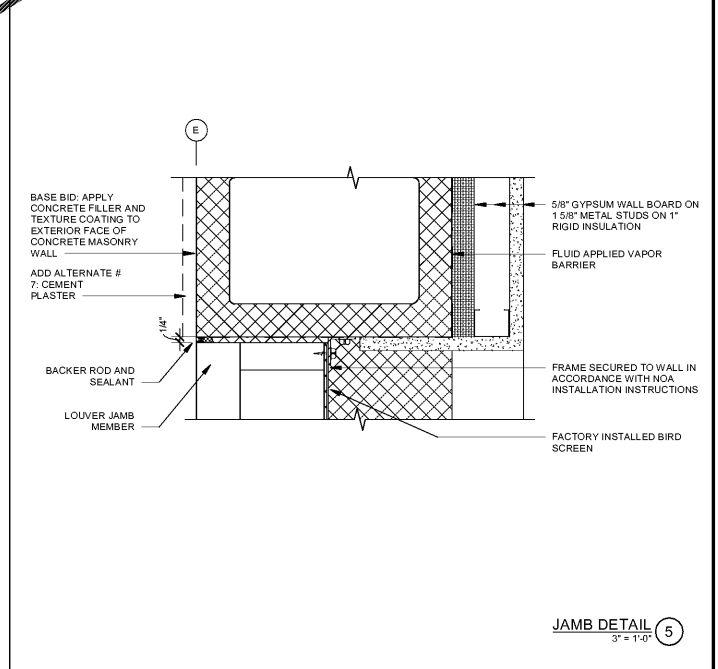 E
BASE BID: APPLY
CONCRETE FILLER AND
TEXTURE COATING TO
EXTERIOR FACE OF
CONCRETE MASONRY
WALL
ADD ALTERNATE #
7: CEMENT
PLASTER
1/4"
BACKER ROD AND
SEALANT
LOUVER JAMB
MEMBER
5/8" GYPSUM WALL BOARD ON
1 5/8" METAL STUDS ON 1"
RIGID INSULATION
FLUID APPLIED VAPOR
BARRIER
FRAME SECURED TO WALL IN
ACCORDANCE WITH NOA
INSTALLATION INSTRUCTIONS
FACTORY INSTALLED BIRD
SCREEN
JAMB DETAIL 5
3" = 1'-0"